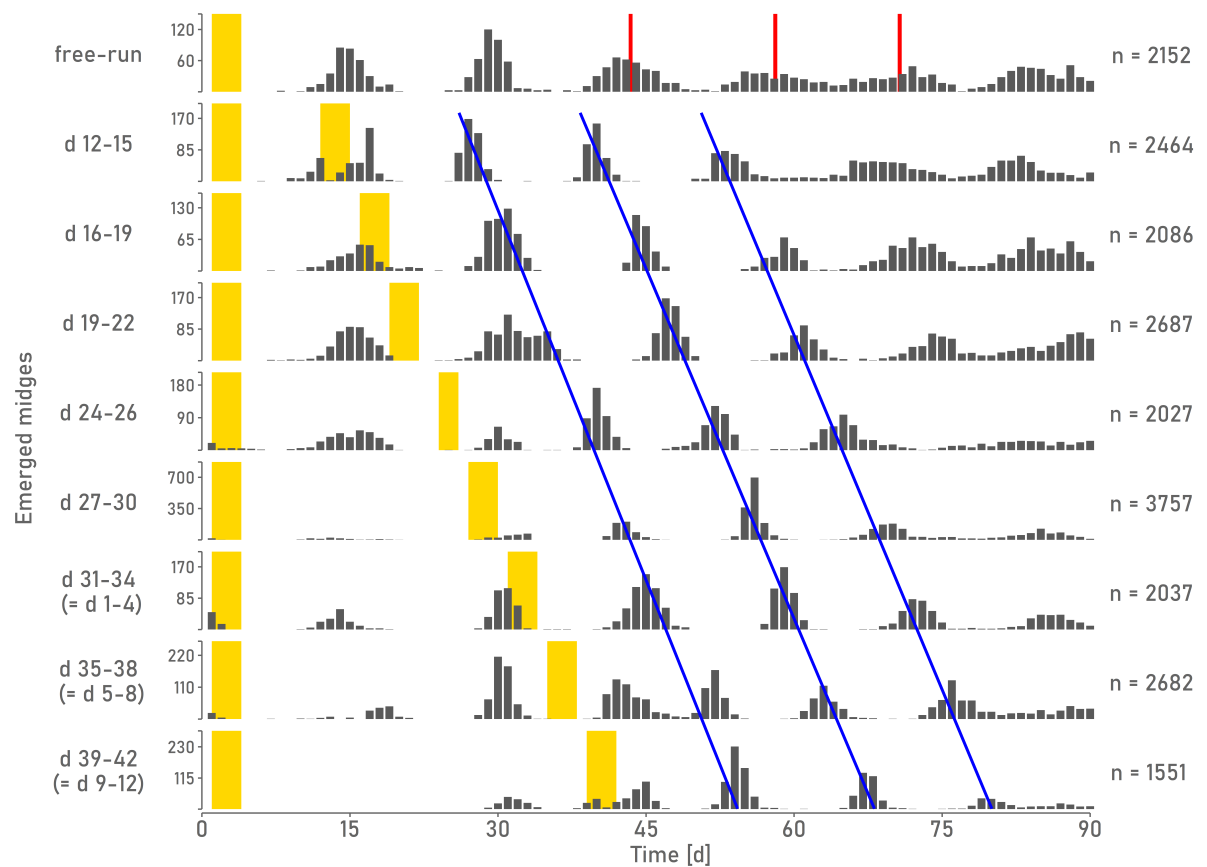 120
60
free-run
n = 2152
170
85
d 12-15
n = 2464
130
65
d 16-19
n = 2086
170
85
d 19-22
n = 2687
180
90
d 24-26
n = 2027
700
350
d 27-30
n = 3757
170
85
d 31-34
(= d 1-4)
n = 2037
220
110
d 35-38
(= d 5-8)
n = 2682
230
115
d 39-42
(= d 9-12)
n = 1551
Emerged midges
0 15 30 45 60 75 90
Time [d]